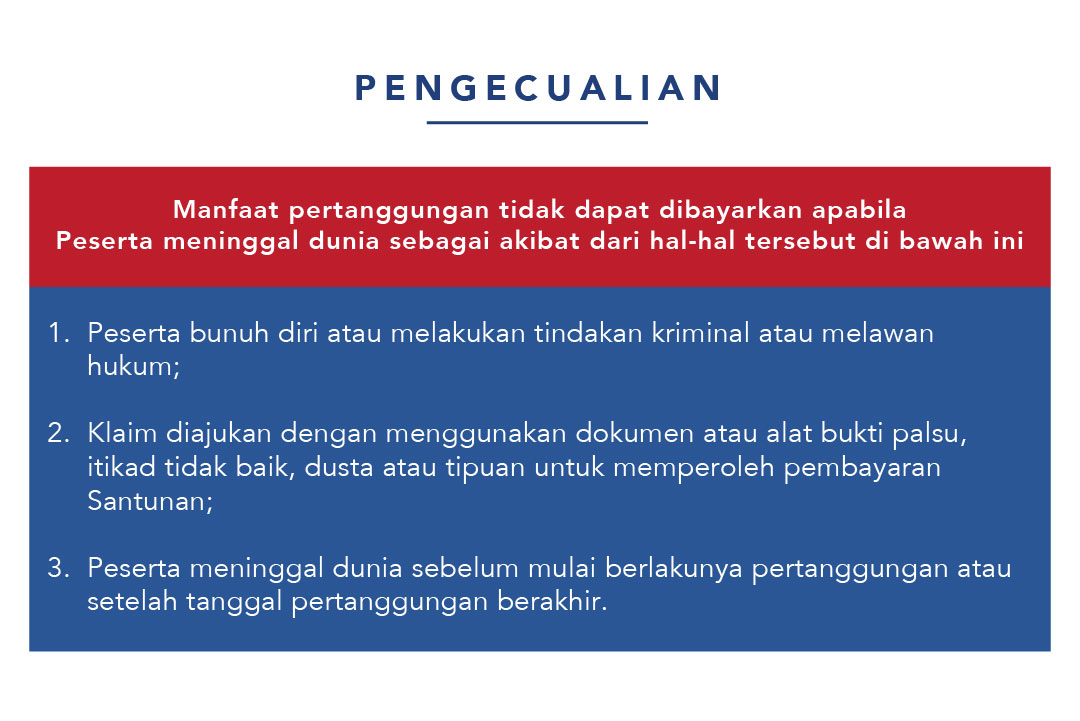 PENGECUALIAN
Manfaat pertanggungan tidak dapat dibayarkan apabila
Peserta meninggal dunia sebagai akibat dari hal-hal tersebut di bawah ini
1. Peserta bunuh diri atau melakukan tindakan kriminal atau melawan
hukum;
2. Klaim diajukan dengan menggunakan dokumen atau alat bukti palsu,
itikad tidak baik, dusta atau tipuan untuk memperoleh pembayaran
Santunan;
3. Peserta meninggal dunia sebelum mulai berlakunya pertanggungan atau
setelah tanggal pertanggungan berakhir.